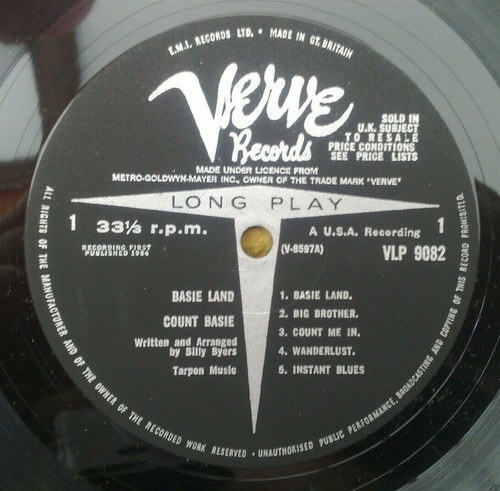 E.M.I. RECORDS LTD. • MADE IN GT. BRITAIN
Verve
Records
SOLD IN
U.K. SUBJECT
TO RESALE
PRICE CONDITIONS
SEE PRICE LISTS
MADE UNDER LICENCE FROM
METRO-GOLDWYN-MAYER INC., OWNER OF THE TRADE MARK "VERVE"
LONG PLAY
1 33⅓ r.p.m.
A U.S.A. Recording 1
RECORDING FIRST
PUBLISHED 1964
(V-8597A)
VLP 9082
BASIE LAND
COUNT BASIE
Written and Arranged
by Billy Byers
Tarpon Music
1. BASIE LAND.
2. BIG BROTHER.
3. COUNT ME IN.
4. WANDERLUST.
5. INSTANT BLUES
ALL RIGHTS OF THE MANUFACTURER AND OF THE OWNER OF THE RECORDED WORK RESERVED • UNAUTHORISED PUBLIC PERFORMANCE, BROADCASTING AND COPYING OF THIS RECORD PROHIBITED.